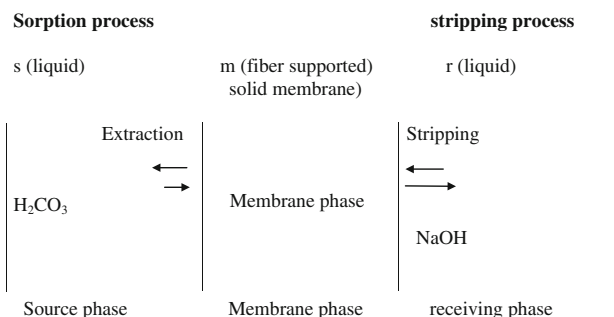 Sorption process stripping process
s (liquid) m (fiber supported) r (liquid)
solid membrane)
Extraction Stripping
H₂CO₃ Membrane phase
NaOH
Source phase Membrane phase receiving phase